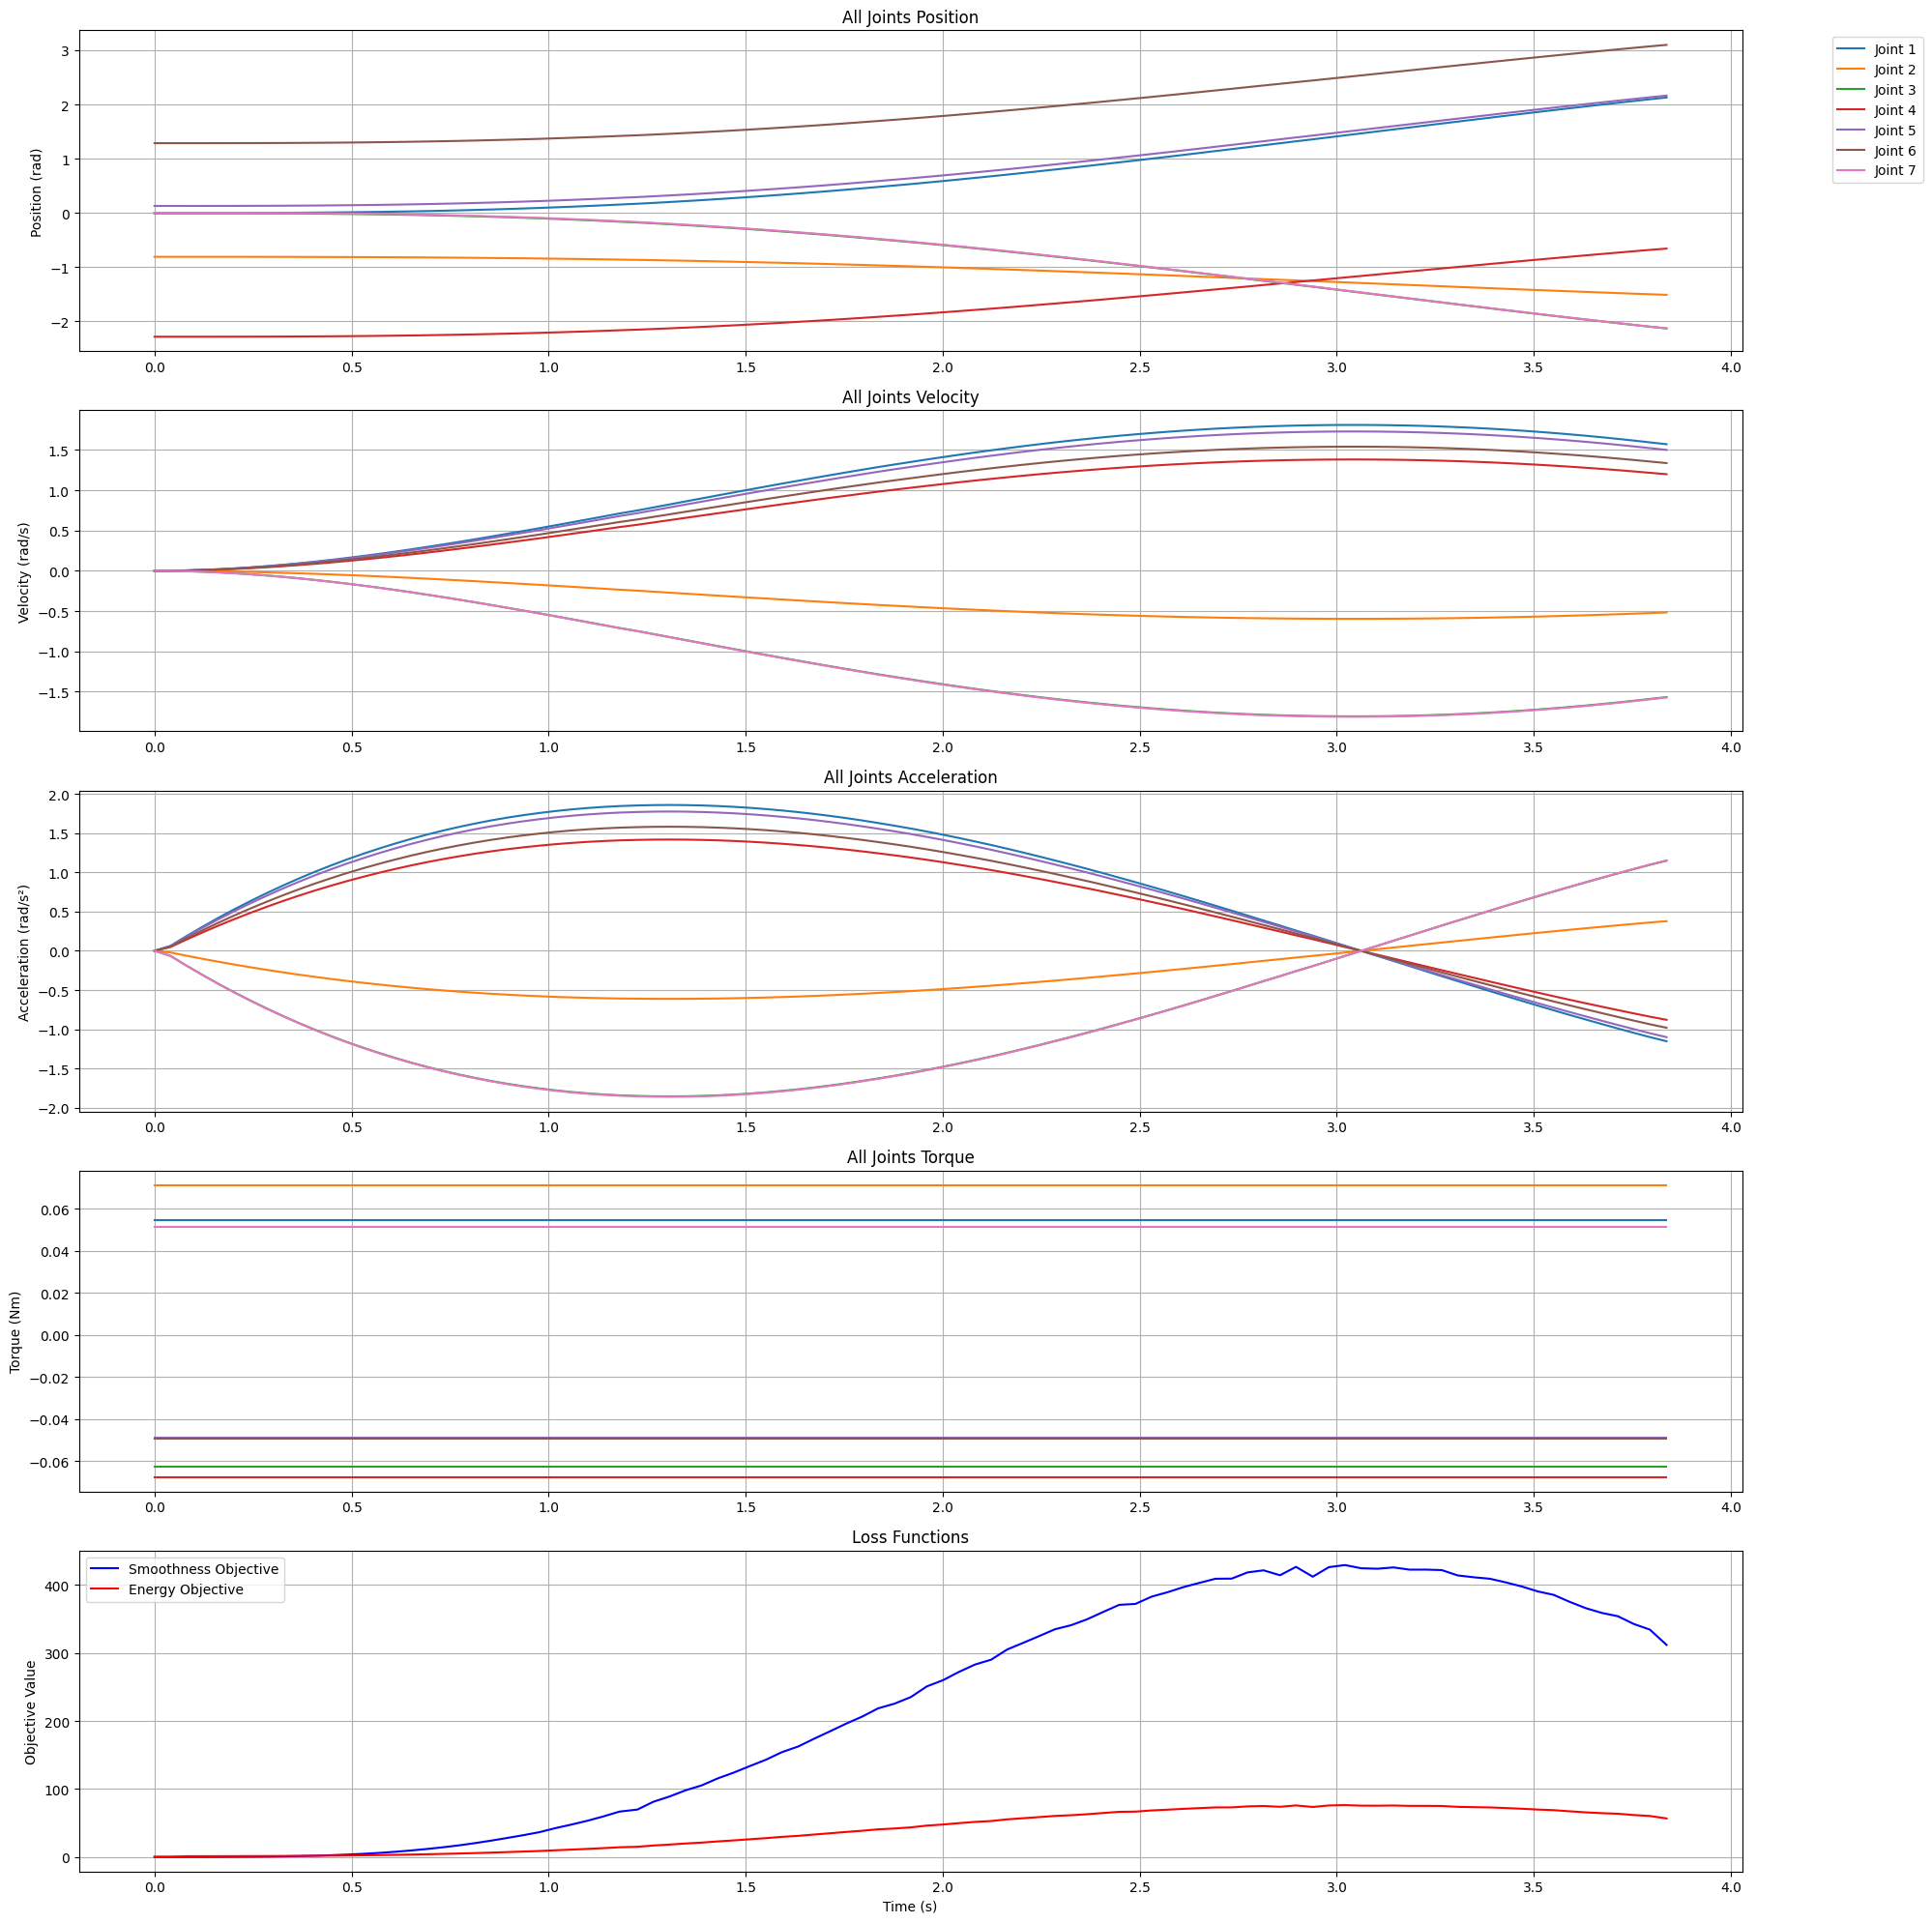 All Joints Position
Joint 1
Joint 2
Joint 3
Joint 4
Joint 5
Joint 6
Joint 7
Position (rad)
3
2
1
0
−1
−2
0.0 0.5 1.0 1.5 2.0 2.5 3.0 3.5 4.0
All Joints Velocity
Velocity (rad/s)
1.5
1.0
0.5
0.0
−0.5
−1.0
−1.5
0.0 0.5 1.0 1.5 2.0 2.5 3.0 3.5 4.0
All Joints Acceleration
Acceleration (rad/s²)
2.0
1.5
1.0
0.5
0.0
−0.5
−1.0
−1.5
−2.0
0.0 0.5 1.0 1.5 2.0 2.5 3.0 3.5 4.0
All Joints Torque
Torque (Nm)
0.06
0.04
0.02
0.00
−0.02
−0.04
−0.06
0.0 0.5 1.0 1.5 2.0 2.5 3.0 3.5 4.0
Loss Functions
Smoothness Objective
Energy Objective
Objective Value
400
300
200
100
0
0.0 0.5 1.0 1.5 2.0 2.5 3.0 3.5 4.0
Time (s)